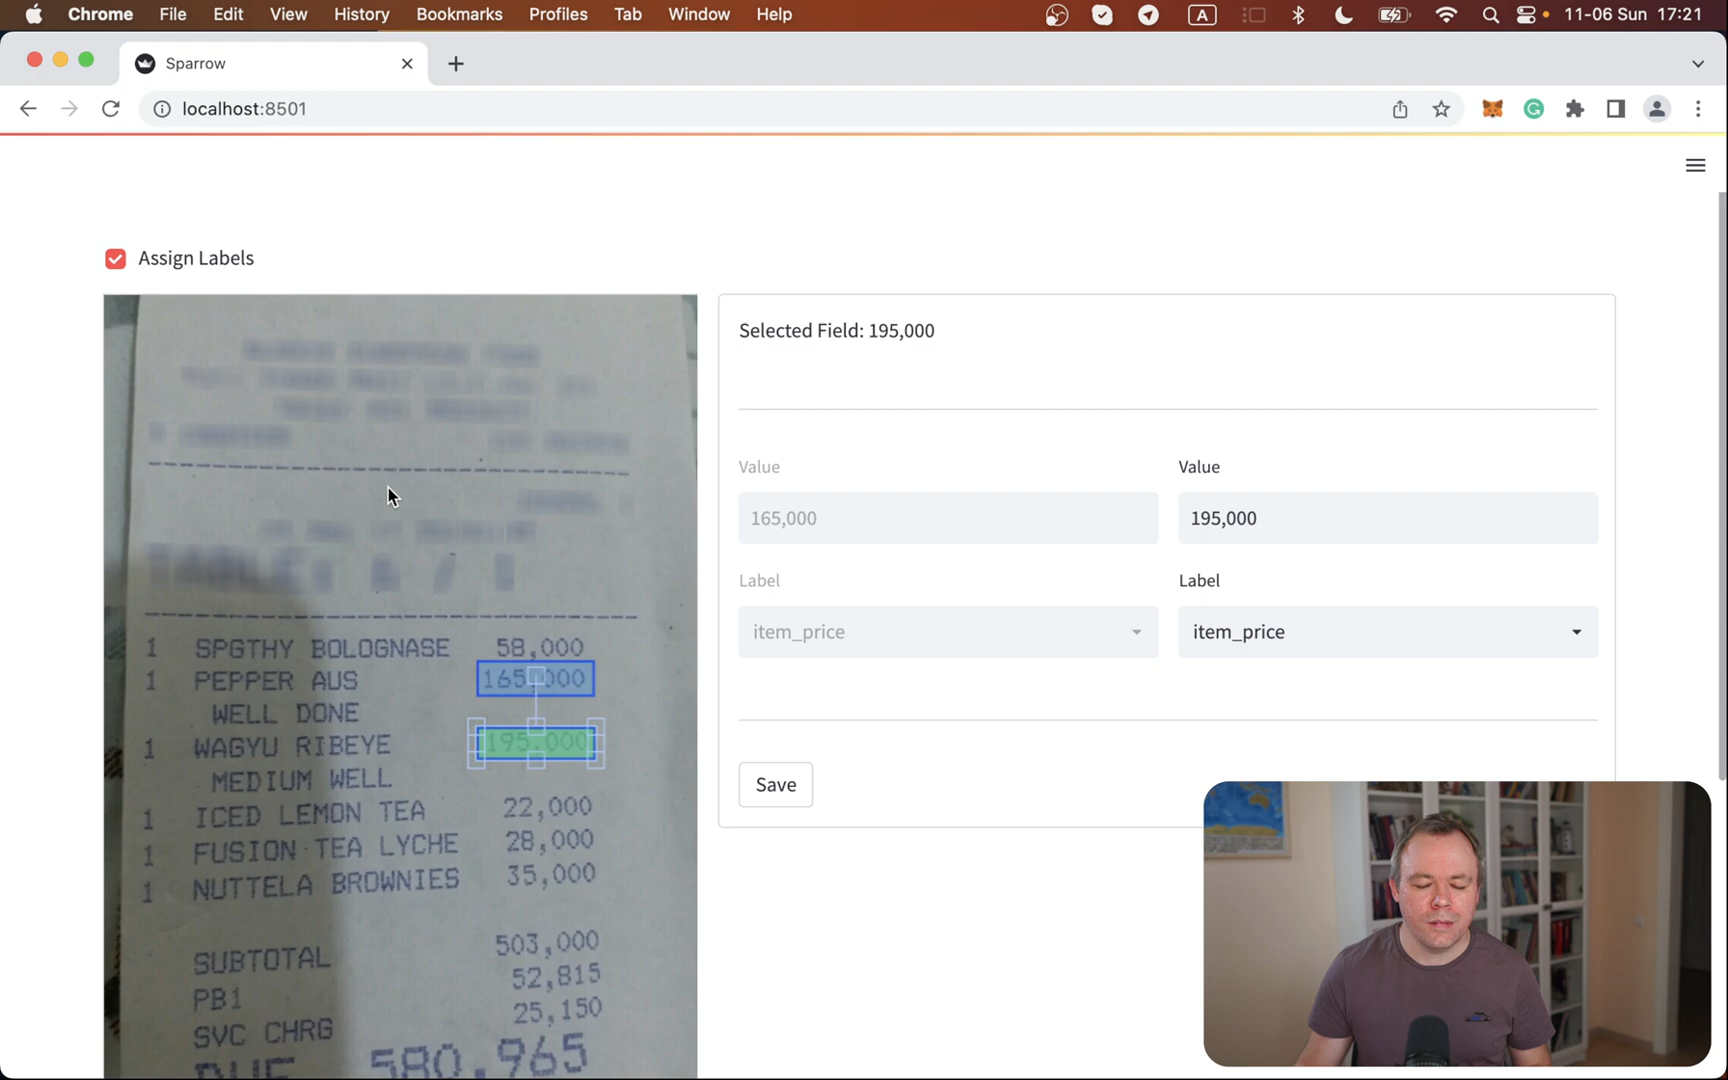 Chrome File Edit View History Bookmarks Profiles Tab Window Help A 11-06 Sun 17:21
Sparrow
localhost:8501
Assign Labels
Selected Field: 195,000
Value Value
165,000 195,000
Label Label
item_price item_price
Save
1 SPGTHY BOLOGNASE 58,000
1 PEPPER AUS 165,000
WELL DONE
1 WAGYU RIBEYE 195,000
MEDIUM WELL
1 ICED LEMON TEA 22,000
1 FUSION TEA LYCHE 28,000
1 NUTTELA BROWNIES 35,000
SUBTOTAL 503,000
PB1 52,815
SVC CHRG 25,150
580.965